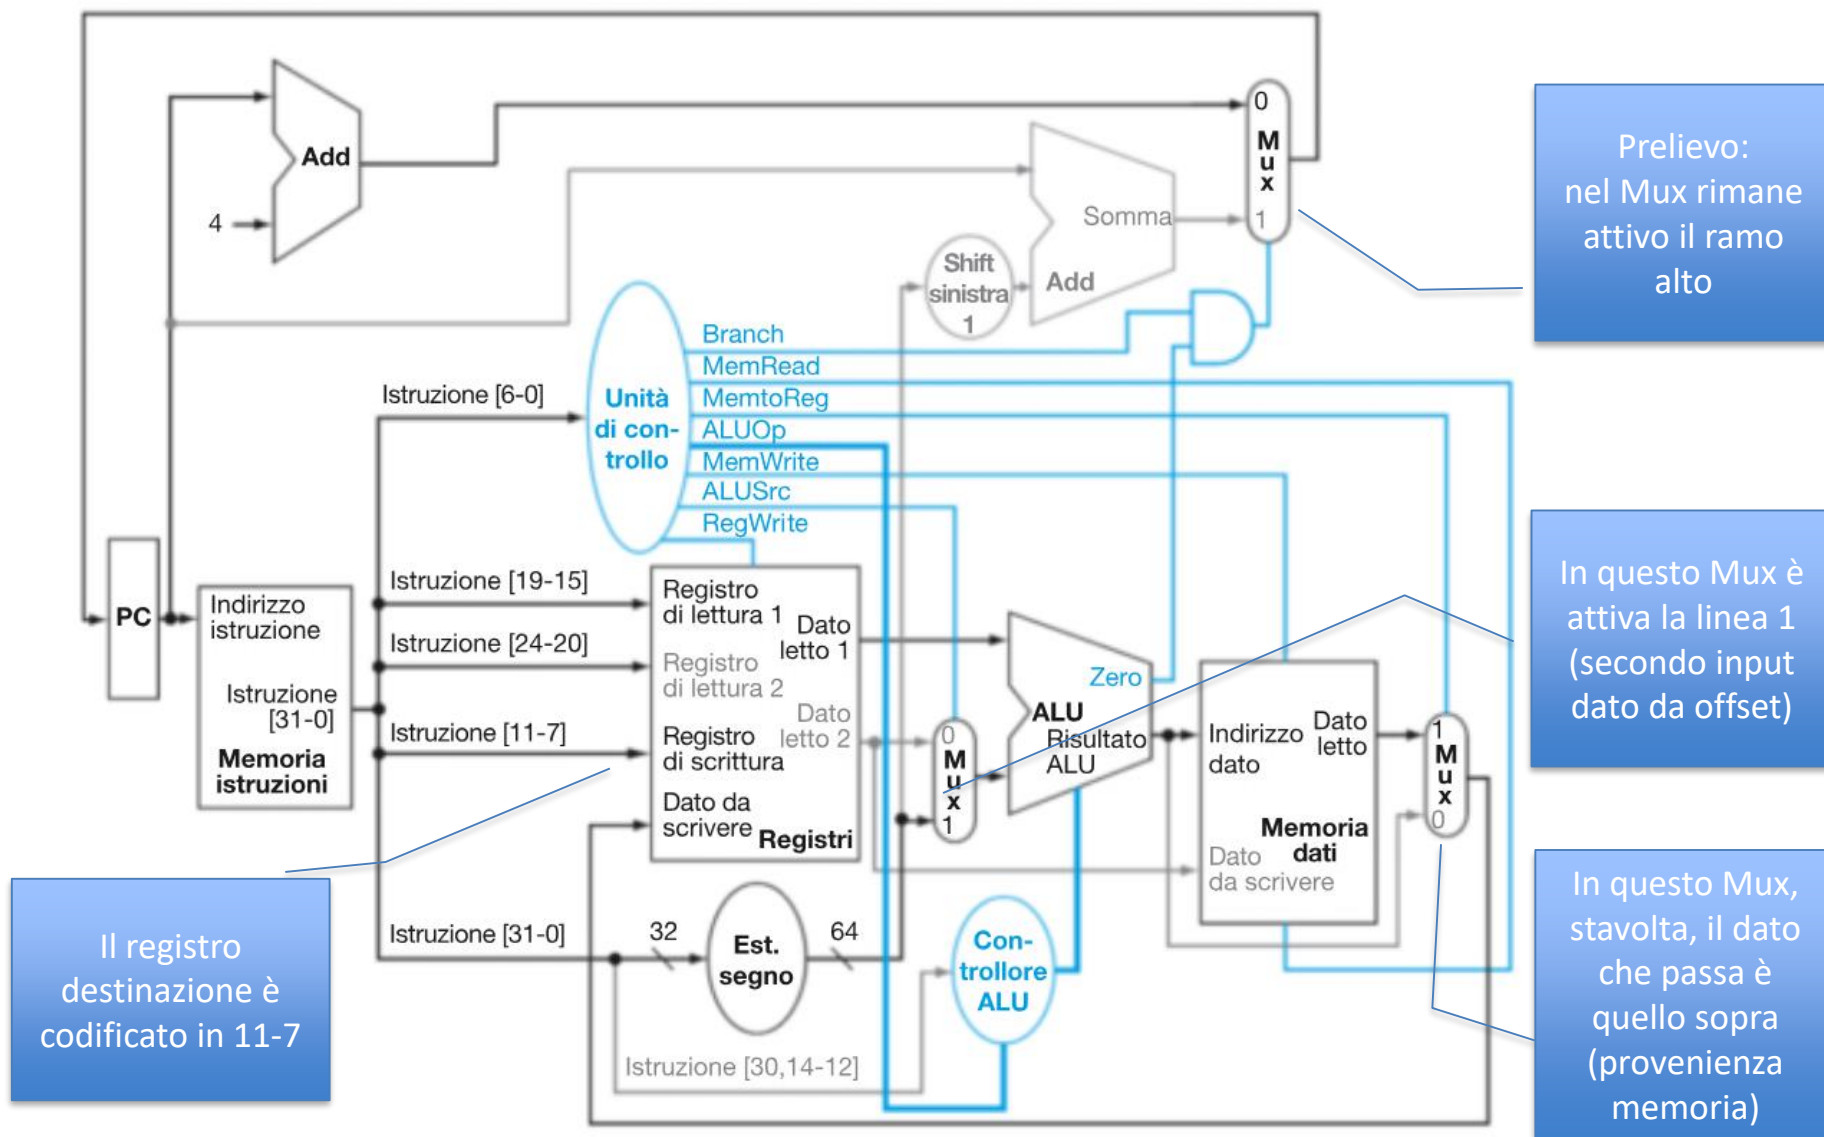 0
M
u
x
1
Add
4
Somma
Add
Shift
sinistra
1
Prelievo:
nel Mux rimane
attivo il ramo
alto
Branch
MemRead
MemtoReg
ALUOp
MemWrite
ALUSrc
RegWrite
Unità
di con-
trollo
Istruzione [6-0]
Istruzione [19-15]
Istruzione [24-20]
Istruzione [11-7]
Istruzione [31-0]
PC
Indirizzo
istruzione
Istruzione
[31-0]
Memoria
istruzioni
Registro
di lettura 1
Registro
di lettura 2
Registro
di scrittura
Dato da
scrivere
Dato
letto 1
Dato
letto 2
Registri
0
M
u
x
1
Zero
ALU
Risultato
ALU
Indirizzo
dato
Dato
letto
Memoria
dati
Dato
da scrivere
1
M
u
x
0
In questo Mux è
attiva la linea 1
(secondo input
dato da offset)
Il registro
destinazione è
codificato in 11-7
32
Est.
segno
64
Con-
trollore
ALU
Istruzione [30,14-12]
In questo Mux,
stavolta, il dato
che passa è
quello sopra
(provenienza
memoria)